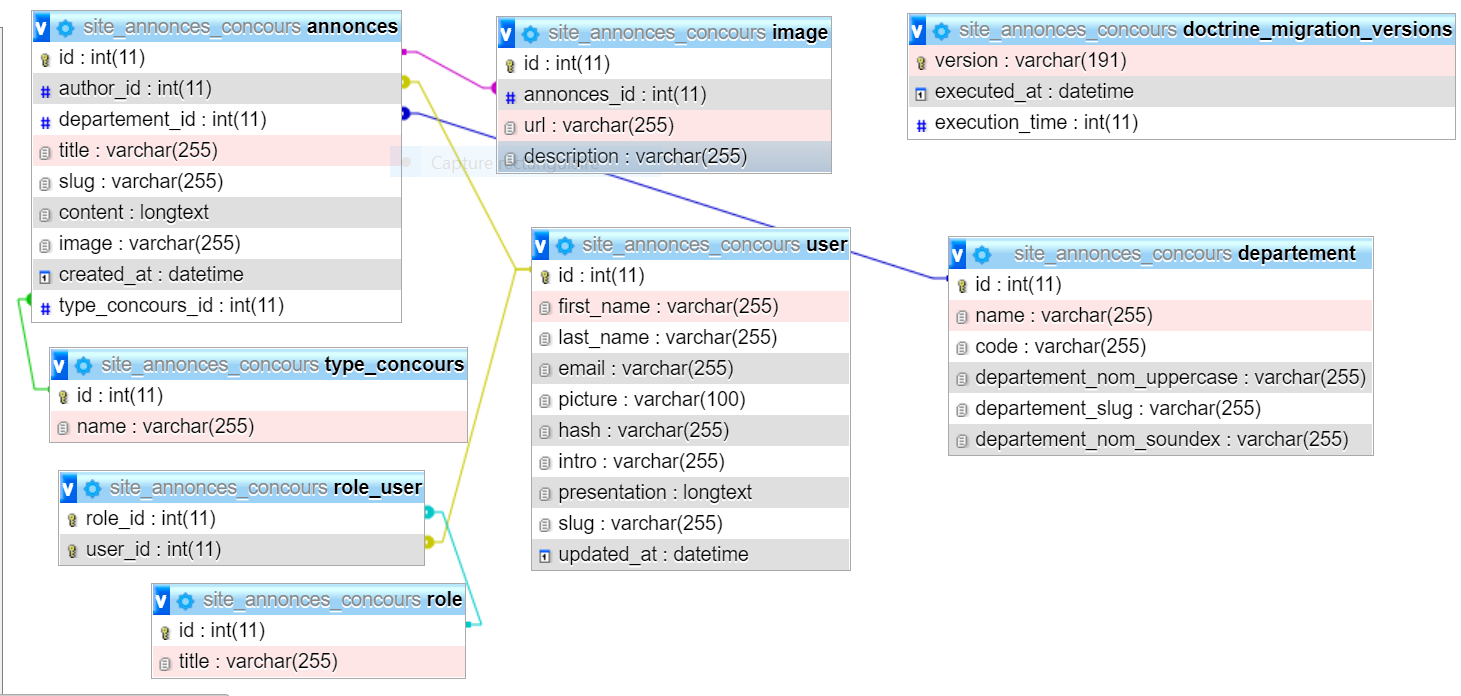 site_annonces_concours annonces
id : int(11)
author_id : int(11)
departement_id : int(11)
title : varchar(255)
slug : varchar(255)
content : longtext
image : varchar(255)
created_at : datetime
type_concours_id : int(11)
site_annonces_concours image
id : int(11)
annonces_id : int(11)
url : varchar(255)
description : varchar(255)
Capture rectangulaire
site_annonces_concours doctrine_migration_versions
version : varchar(191)
executed_at : datetime
execution_time : int(11)
site_annonces_concours user
id : int(11)
first_name : varchar(255)
last_name : varchar(255)
email : varchar(255)
picture : varchar(100)
hash : varchar(255)
intro : varchar(255)
presentation : longtext
slug : varchar(255)
updated_at : datetime
site_annonces_concours departement
id : int(11)
name : varchar(255)
code : varchar(255)
departement_nom_uppercase : varchar(255)
departement_slug : varchar(255)
departement_nom_soundex : varchar(255)
site_annonces_concours type_concours
id : int(11)
name : varchar(255)
site_annonces_concours role_user
role_id : int(11)
user_id : int(11)
site_annonces_concours role
id : int(11)
title : varchar(255)